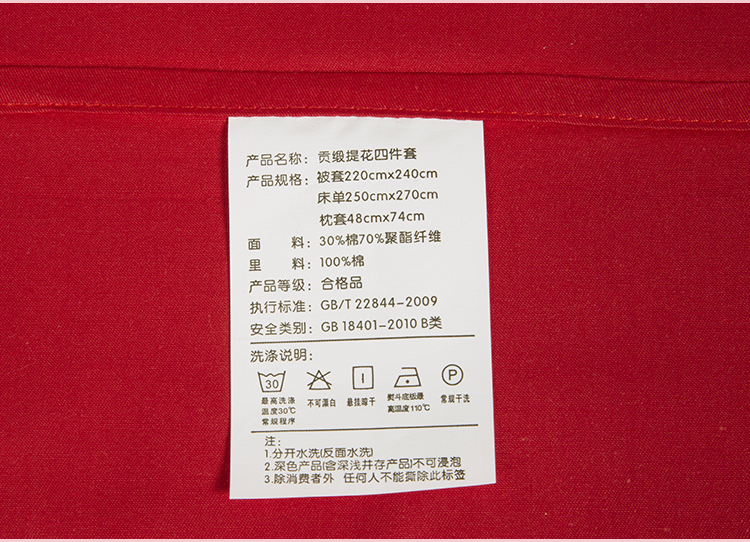 产品名称：贡缎提花四件套
产品规格：被套220cmx240cm
床单250cmx270cm
枕套48cmx74cm
面 料：30%棉70%聚酯纤维
里 料：100%棉
产品等级：合格品
执行标准：GB/T 22844-2009
安全类别：GB 18401-2010 B类
洗涤说明：
30 P
最高洗涤 不可漂白 悬挂晾干 熨斗底板最 常规干洗
温度30℃ 高温度110℃
常规程序
注：
1.分开水洗(反面水洗)
2.深色产品(含深浅并存产品)不可浸泡
3.除消费者外 任何人不能撕除此标签